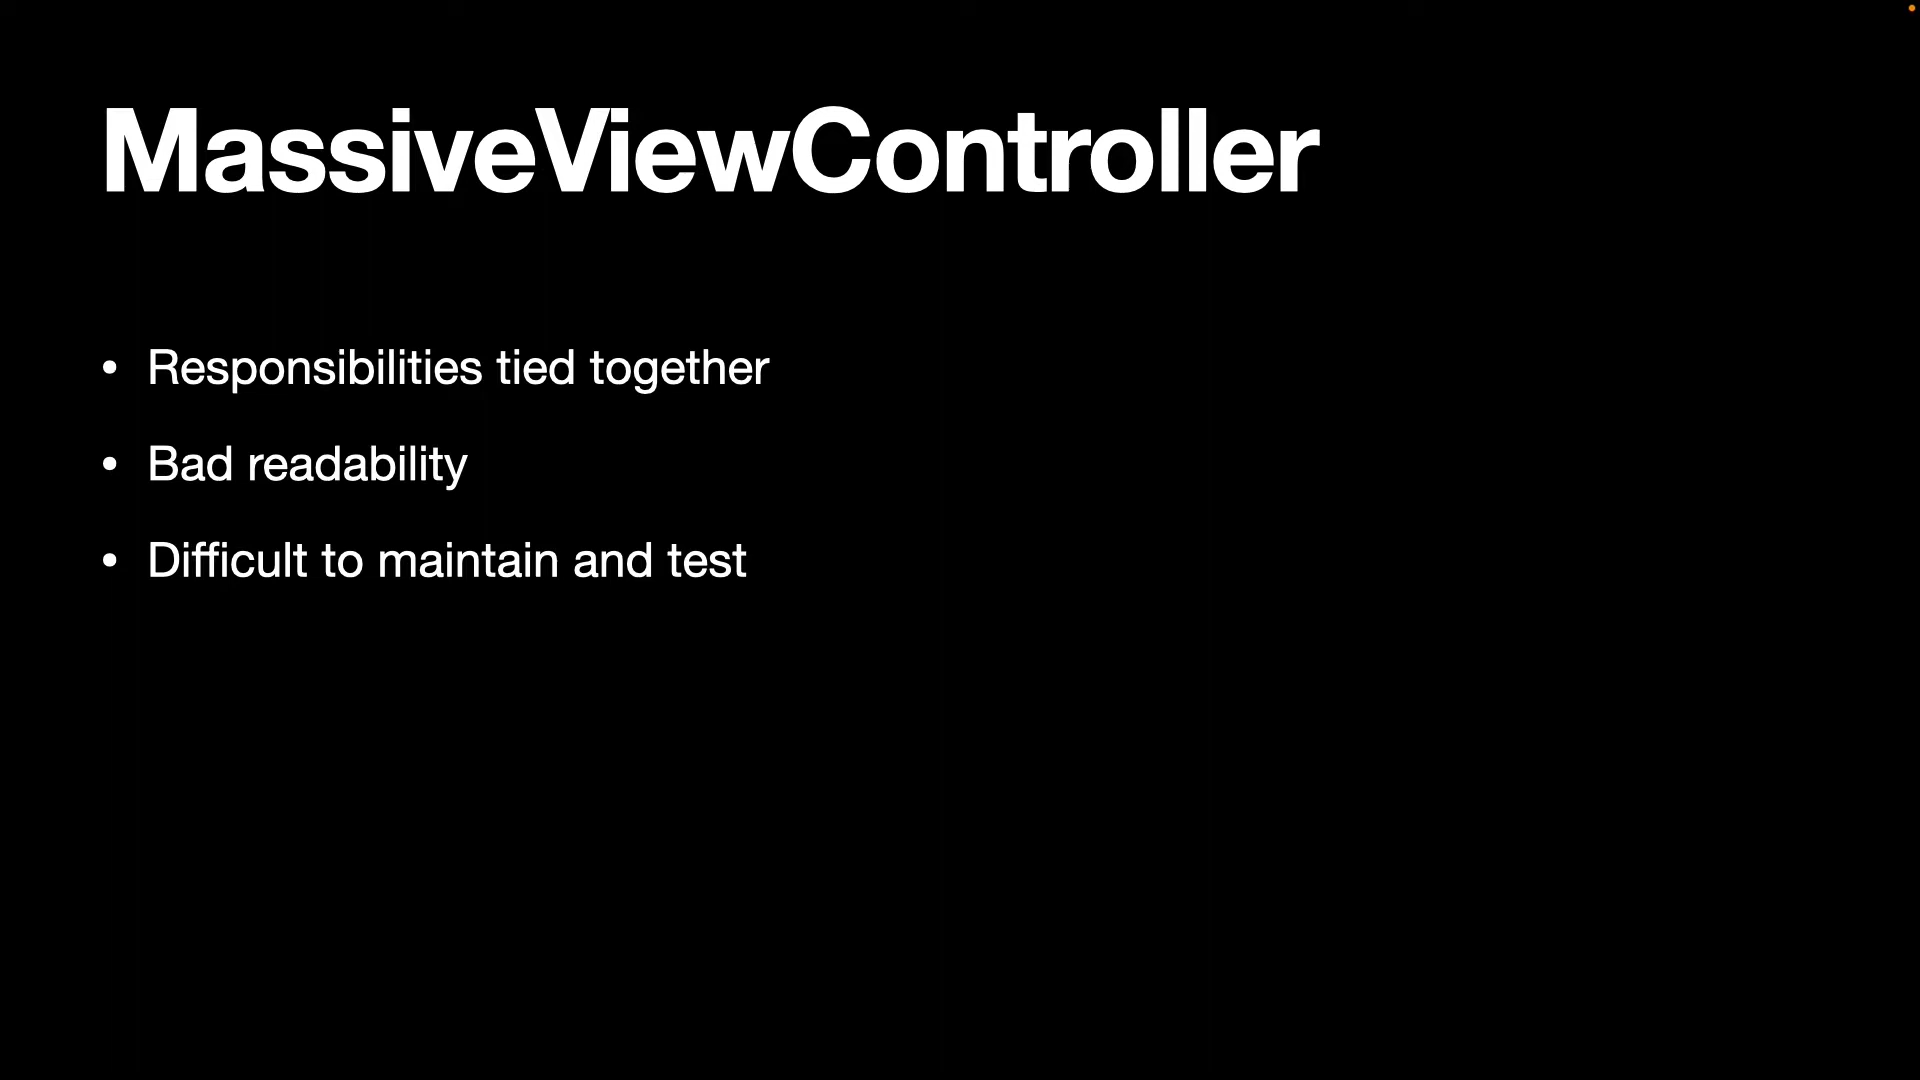 MassiveViewController
• Responsibilities tied together
• Bad readability
• Difficult to maintain and test